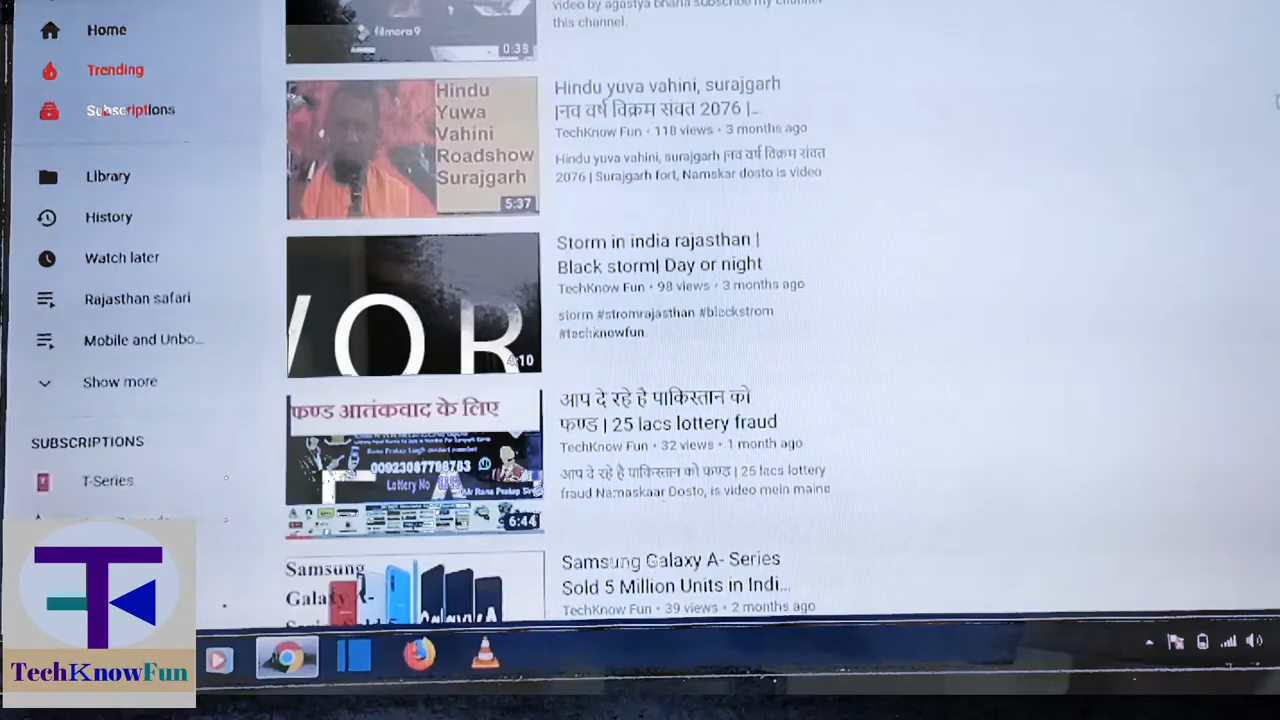 Home
Trending
Subscriptions
Library
History
Watch later
Rajasthan safari
Mobile and Unbo...
Show more
SUBSCRIPTIONS
T-Series
TechKnowFun
filmora9
0:38
this channel.
Hindu
Yuwa
Vahini
Roadshow
Surajgarh
5:37
Hindu yuva vahini, surajgarh
|नव वर्ष विक्रम संवत 2076 |...
TechKnow Fun • 118 views • 3 months ago
Hindu yuva vahini, surajgarh |नव वर्ष विक्रम संवत
2076 | Surajgarh fort, Namskar dosto is video
WOR
4:10
Storm in india rajasthan |
Black storm| Day or night
TechKnow Fun • 98 views • 3 months ago
storm #stromrajasthan #blackstrom
#techknowfun
फण्ड आतंकवाद के लिए
Lottery No
6:44
आप दे रहे है पाकिस्तान को
फण्ड | 25 lacs lottery fraud
TechKnow Fun • 32 views • 1 month ago
आप दे रहे है पाकिस्तान को फण्ड | 25 lacs lottery
fraud Namaskaar Dosto, is video mein maine
Samsung
Galaxy A-
Samsung Galaxy A- Series
Sold 5 Million Units in Indi...
TechKnow Fun • 39 views • 2 months ago